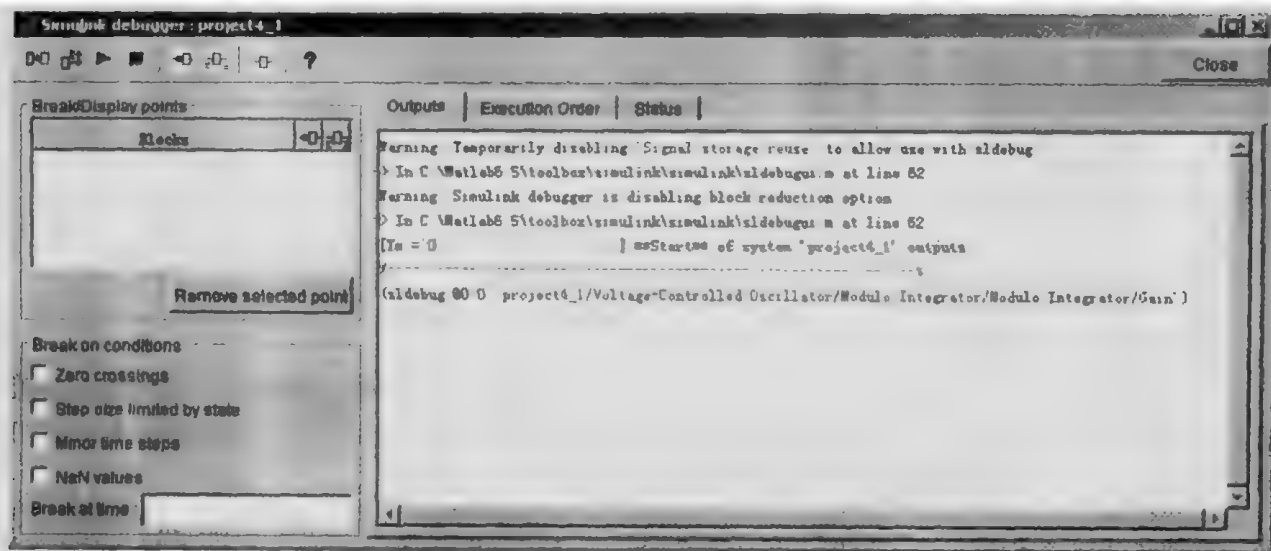 Simulink debugger : project4_1
?
Close
Break/Display points
Blocks
Remove selected point
Break on conditions
Zero crossings
Step size limited by state
Minor time steps
NaN values
Break at time
Outputs
Execution Order
Status
Warning Temporarily disabling 'Signal storage reuse' to allow use with sldebug
> In C \Matlab6 5\toolbox\simulink\simulink\sldebugui.m at line 52
Warning Simulink debugger is disabling block reduction option
> In C \Matlab6 5\toolbox\simulink\simulink\sldebugui m at line 52
[Tm = 0 ] **Start** of system 'project4_1' outputs
(sldebug @0 0 project4_1/Voltage-Controlled Oscillator/Modulo Integrator/Modulo Integrator/Gain')